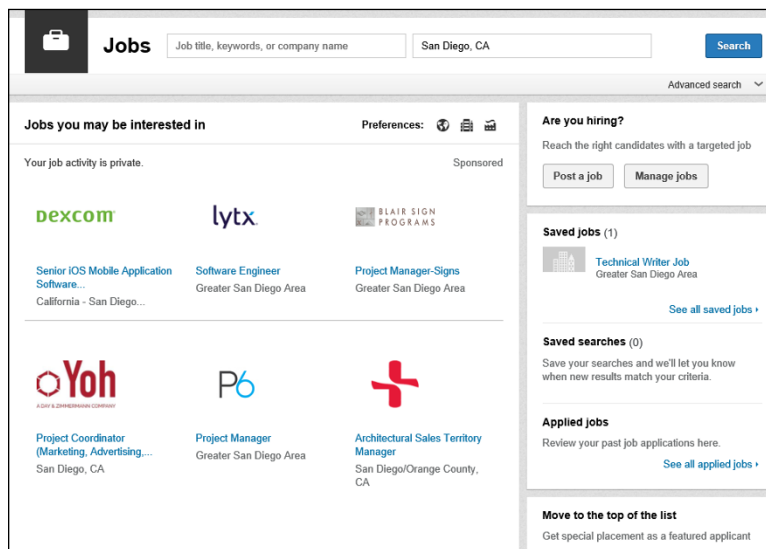 Jobs
Job title, keywords, or company name
San Diego, CA
Search
Advanced search
Jobs you may be interested in
Preferences:
Your job activity is private.
Sponsored
Dexcom
lytx.
BLAIR SIGN
PROGRAMS
Senior iOS Mobile Application
Software...
California - San Diego...
Software Engineer
Greater San Diego Area
Project Manager-Signs
Greater San Diego Area
Yoh
A DAY & ZIMMERMANN COMPANY
P6
Project Coordinator
(Marketing, Advertising,...
San Diego, CA
Project Manager
Greater San Diego Area
Architectural Sales Territory
Manager
San Diego/Orange County,
CA
Are you hiring?
Reach the right candidates with a targeted job
Post a job
Manage jobs
Saved jobs (1)
Technical Writer Job
Greater San Diego Area
See all saved jobs
Saved searches (0)
Save your searches and we'll let you know
when new results match your criteria.
Applied jobs
Review your past job applications here.
See all applied jobs
Move to the top of the list
Get special placement as a featured applicant